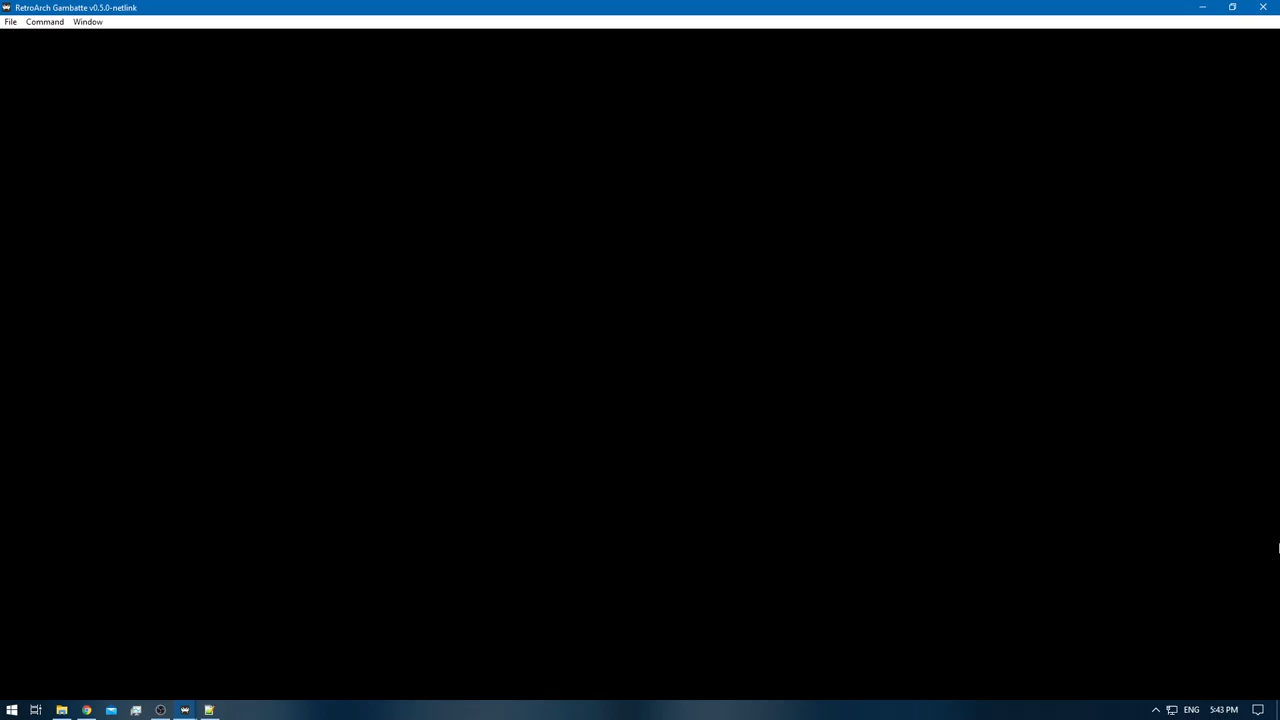 RetroArch Gambatte v0.5.0-netlink
File Command Window
ENG 5:43 PM